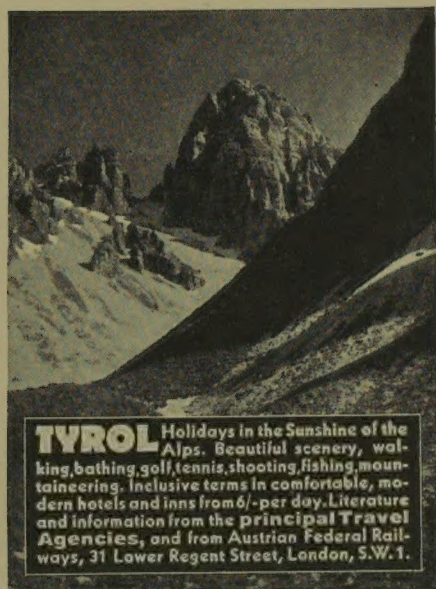 TYROL Holidays in the Sunshine of the
Alps. Beautiful scenery, wal-
king, bathing, golf, tennis, shooting, fishing, moun-
taineering. Inclusive terms in comfortable, mo-
dern hotels and inns from 6/- per day. Literature
and information from the principal Travel
Agencies, and from Austrian Federal Rail-
ways, 31 Lower Regent Street, London, S.W.1.